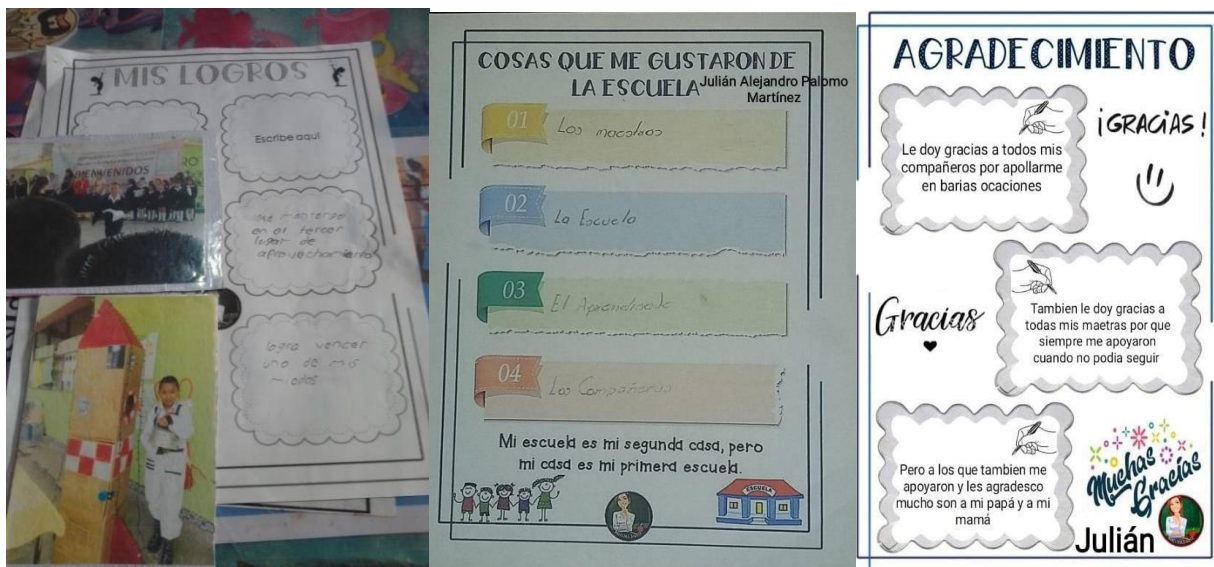 MIS LOGROS
BIENVENIDOS
Escribe aquí
Me mantengo
en el tercer
lugar de
aprovechamiento
logre vencer
uno de mis
miedos
COSAS QUE ME GUSTARON DE
LA ESCUELA
Julián Alejandro Palomo
Martínez
01
Los maestros
02
La Escuela
03
El Aprendizaje
04
Los Compañeros
Mi escuela es mi segunda casa, pero
mi casa es mi primera escuela.
ESCUELA
AGRADECIMIENTO
Le doy gracias a todos mis
compañeros por apollarme
en barias ocaciones
¡GRACiAS!
Gracias
Tambien le doy gracias a
todas mis maetras por que
siempre me apoyaron
cuando no podia seguir
Pero a los que tambien me
apoyaron y les agradesco
mucho son a mi papá y a mi
mamá
Muchas
Gracias
Julián